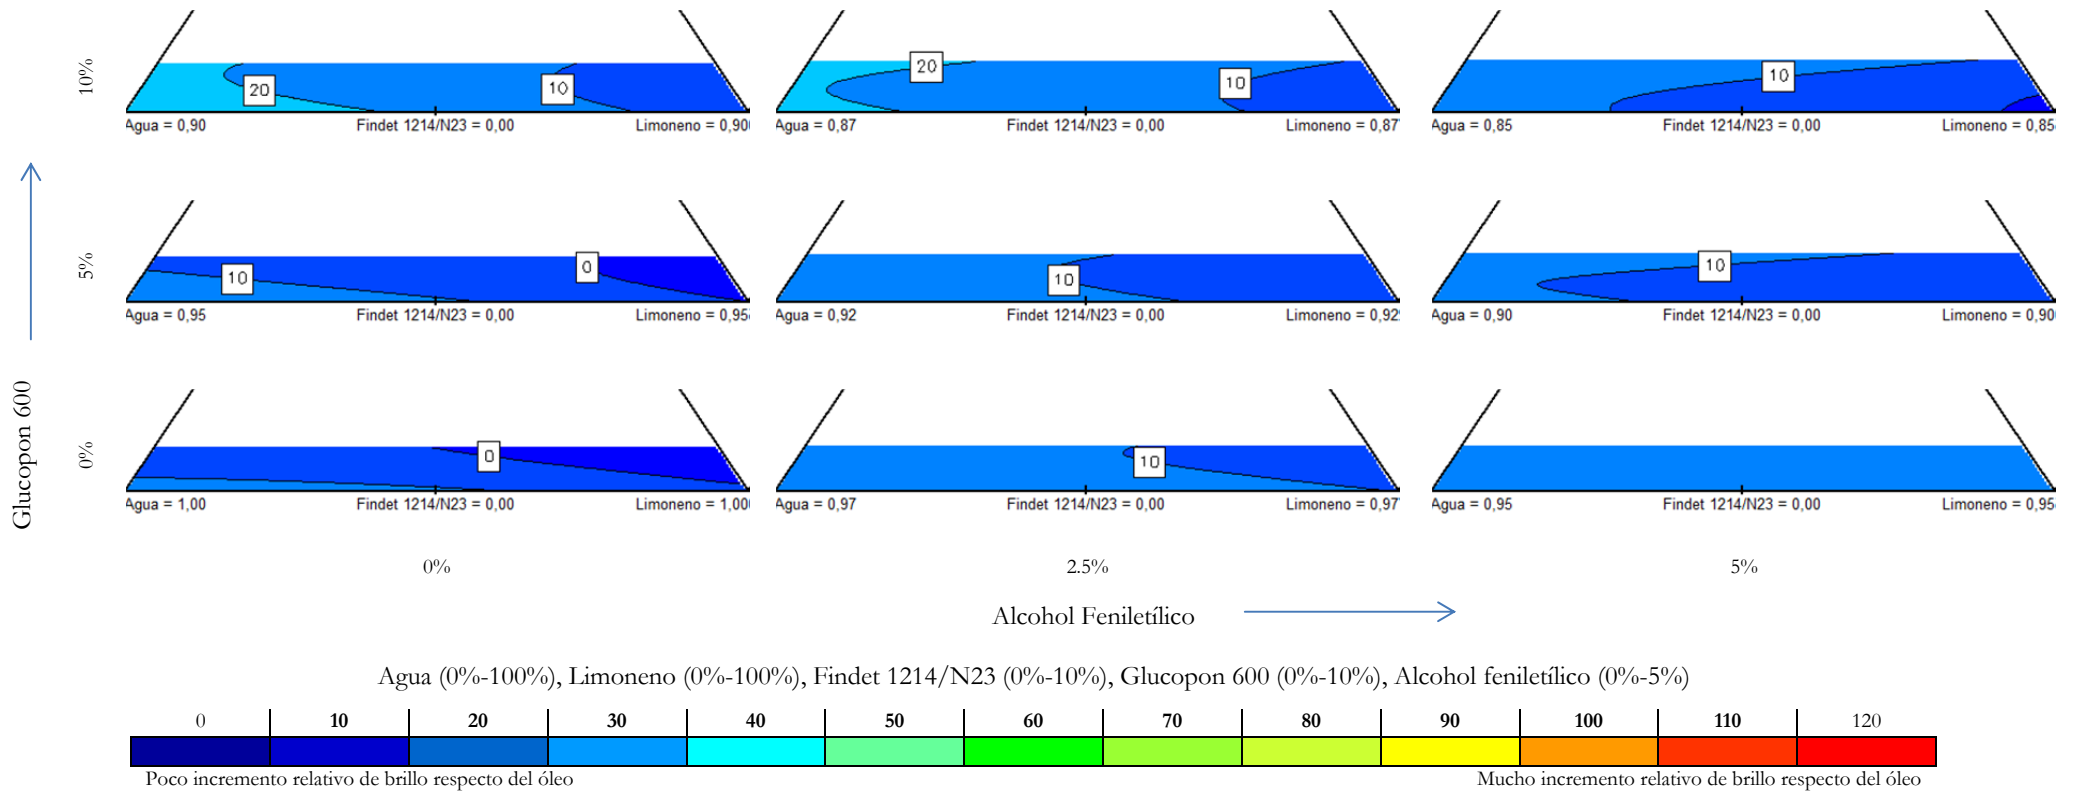 10%
20
10
20
10
10
Agua = 0,90
Findet 1214/N23 = 0,00
Limoneno = 0,90
Agua = 0,87
Findet 1214/N23 = 0,00
Limoneno = 0,87
Agua = 0,85
Findet 1214/N23 = 0,00
Limoneno = 0,85
5%
10
0
10
10
Agua = 0,95
Findet 1214/N23 = 0,00
Limoneno = 0,95
Agua = 0,92
Findet 1214/N23 = 0,00
Limoneno = 0,92
Agua = 0,90
Findet 1214/N23 = 0,00
Limoneno = 0,90
Glucopon 600
0%
0
10
Agua = 1,00
Findet 1214/N23 = 0,00
Limoneno = 1,00
Agua = 0,97
Findet 1214/N23 = 0,00
Limoneno = 0,97
Agua = 0,95
Findet 1214/N23 = 0,00
Limoneno = 0,95
0%
2.5%
5%
Alcohol Feniletílico
Agua (0%-100%), Limoneno (0%-100%), Findet 1214/N23 (0%-10%), Glucopon 600 (0%-10%), Alcohol feniletílico (0%-5%)
0 10 20 30 40 50 60 70 80 90 100 110 120
Poco incremento relativo de brillo respecto del óleo
Mucho incremento relativo de brillo respecto del óleo